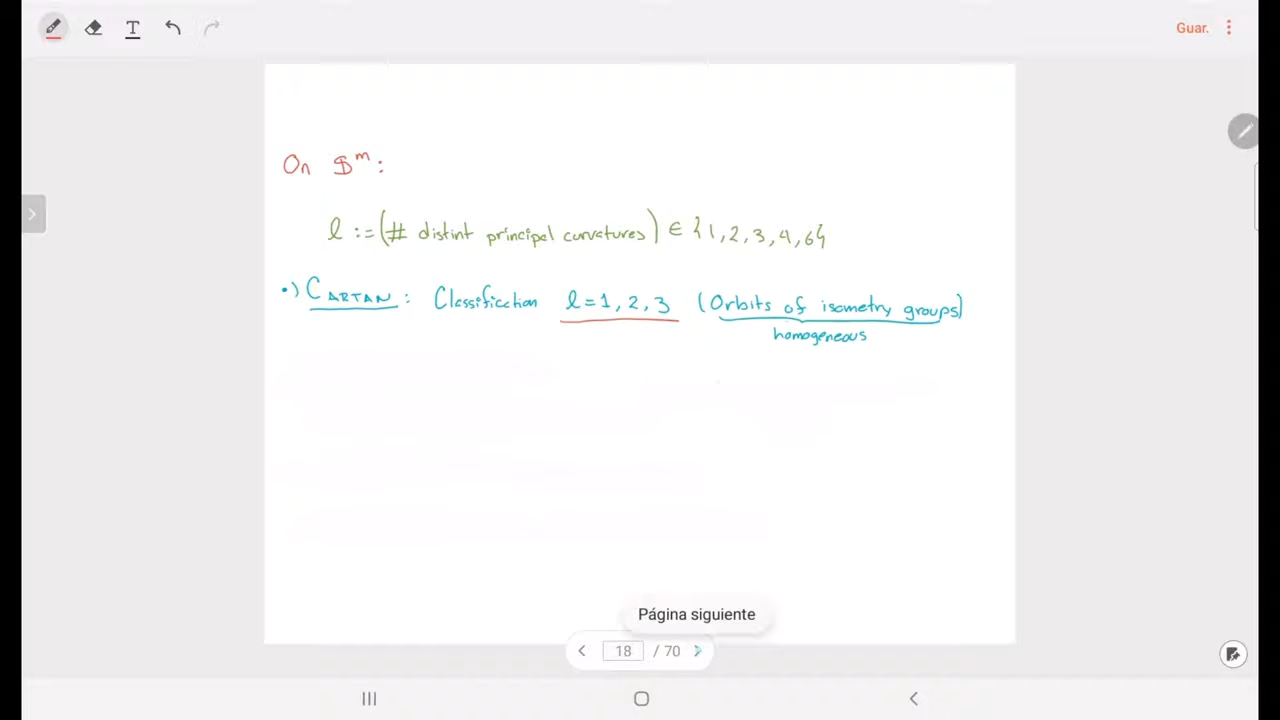 T
Guar.
On $^m:
l := (# distint principal curvatures) ∈ {1, 2, 3, 4, 6}
•) CARTAN: Classification l = 1, 2, 3 (Orbits of isometry groups)
homogeneous
Página siguiente
18 / 70